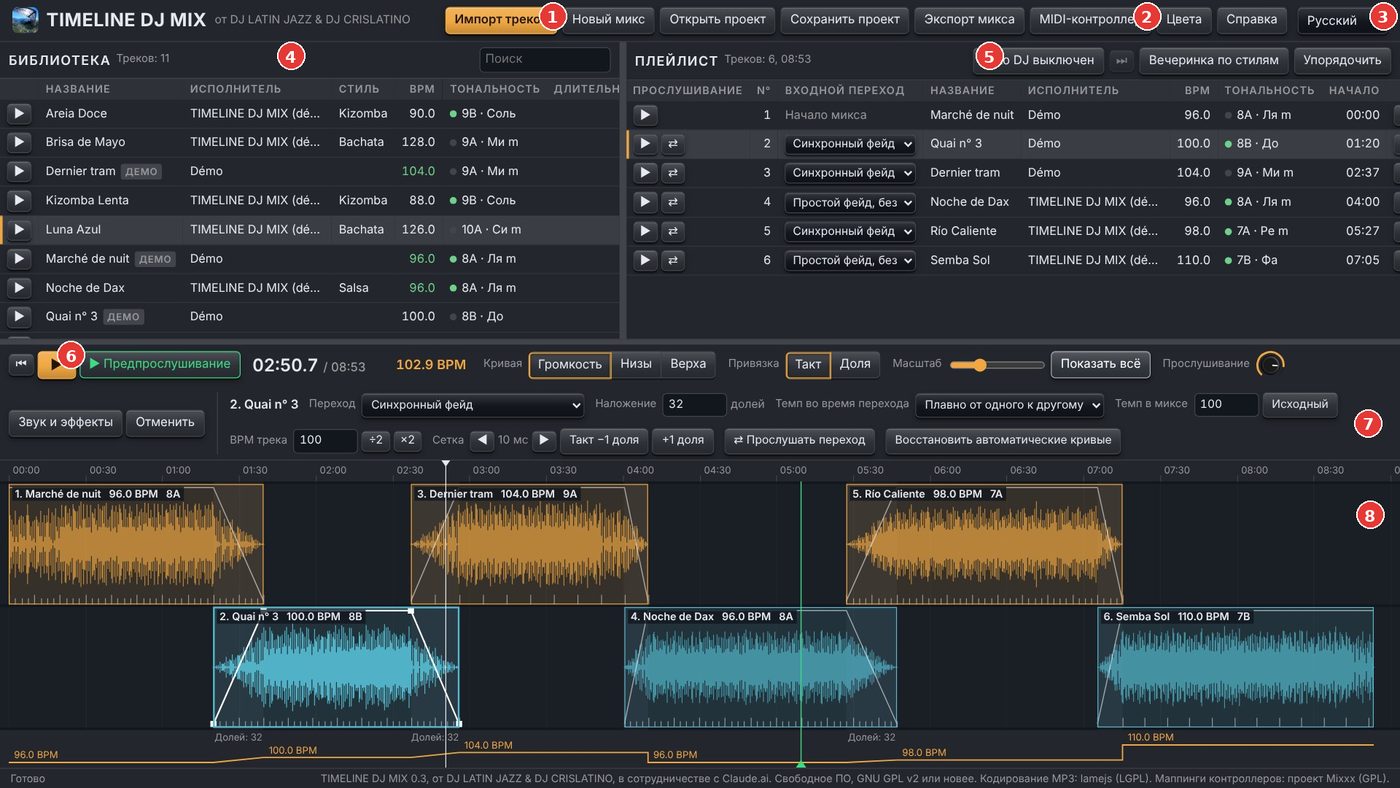 TIMELINE DJ MIX от DJ LATIN JAZZ & DJ CRISLATINO Импорт треко 1 Новый микс Открыть проект Сохранить проект Экспорт микса MIDI-контролле 2 Цвета Справка Русский 3
БИБЛИОТЕКА Треков: 11 4 Поиск
НАЗВАНИЕ ИСПОЛНИТЕЛЬ СТИЛЬ BPM ТОНАЛЬНОСТЬ ДЛИТЕЛЬН
Areia Doce TIMELINE DJ MIX (dé... Kizomba 90.0 9B · Соль
Brisa de Mayo TIMELINE DJ MIX (dé... Bachata 128.0 9A · Ми m
Dernier tram ДЕМО Démo 104.0 9A · Ми m
Kizomba Lenta TIMELINE DJ MIX (dé... Kizomba 88.0 9B · Соль
Luna Azul TIMELINE DJ MIX (dé... Bachata 126.0 10A · Си m
Marché de nuit ДЕМО Démo 96.0 8A · Ля m
Noche de Dax TIMELINE DJ MIX (dé... Salsa 96.0 8A · Ля m
Quai n° 3 ДЕМО Démo 100.0 8B · До
ПЛЕЙЛИСТ Треков: 6, 08:53 5 о DJ выключен Вечеринка по стилям Упорядочить
ПРОСЛУШИВАНИЕ N° ВХОДНОЙ ПЕРЕХОД НАЗВАНИЕ ИСПОЛНИТЕЛЬ BPM ТОНАЛЬНОСТЬ НАЧАЛО
1 Начало микса Marché de nuit Démo 96.0 8A · Ля m 00:00
2 Синхронный фейд Quai n° 3 Démo 100.0 8B · До 01:20
3 Синхронный фейд Dernier tram Démo 104.0 9A · Ми m 02:37
4 Простой фейд, без Noche de Dax TIMELINE DJ MIX (dé... 96.0 8A · Ля m 04:00
5 Синхронный фейд Río Caliente TIMELINE DJ MIX (dé... 98.0 7A · Ре m 05:27
6 Простой фейд, без Semba Sol TIMELINE DJ MIX (dé... 110.0 7B · Фа 07:05
6 Предпрослушивание 02:50.7 / 08:53 102.9 BPM Кривая Громкость Низы Верха Привязка Такт Доля Масштаб Показать всё Прослушивание
Звук и эффекты Отменить
2. Quai n° 3 Переход Синхронный фейд Наложение 32 долей Темп во время перехода Плавно от одного к другому Темп в миксе 100 Исходный 7
BPM трека 100 ÷2 ×2 Сетка 10 мс Такт −1 доля +1 доля ⇄ Прослушать переход Восстановить автоматические кривые
00:00 00:30 01:00 01:30 02:00 02:30 03:00 03:30 04:00 04:30 05:00 05:30 06:00 06:30 07:00 07:30 08:00 08:30
1. Marché de nuit 96.0 BPM 8A 3. Dernier tram 104.0 BPM 9A 5. Río Caliente 98.0 BPM 7A 8
2. Quai n° 3 100.0 BPM 8B 4. Noche de Dax 96.0 BPM 8A 6. Semba Sol 110.0 BPM 7B
Долей: 32 Долей: 32 Долей: 32
96.0 BPM 100.0 BPM 104.0 BPM 96.0 BPM 98.0 BPM 110.0 BPM
Готово TIMELINE DJ MIX 0.3, от DJ LATIN JAZZ & DJ CRISLATINO, в сотрудничестве с Claude.ai. Свободное ПО, GNU GPL v2 или новее. Кодирование MP3: lamejs (LGPL). Маппинги контроллеров: проект Mixxx (GPL).